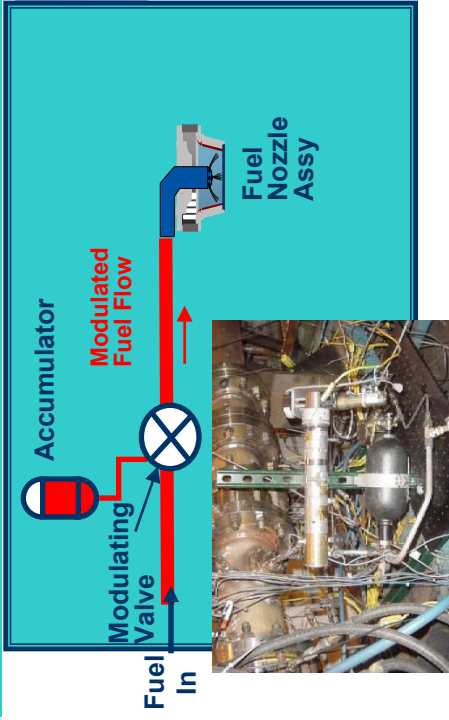 Accumulator
Modulated
Fuel Flow
Modulating
Valve
Fuel
In
Fuel
Nozzle
Assy